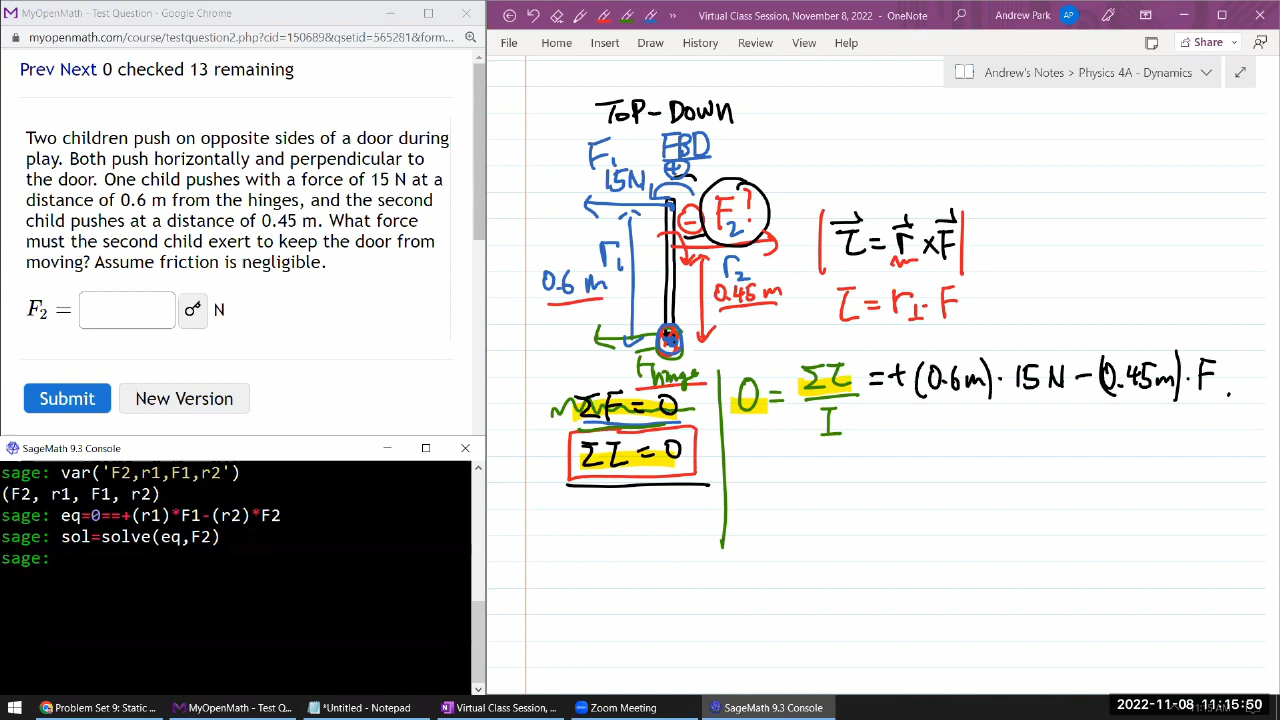 MyOpenMath - Test Question - Google Chrome
myopenmath.com/course/testquestion2.php?cid=150689&qsetid=565281&form...
Prev Next 0 checked 13 remaining
Two children push on opposite sides of a door during
play. Both push horizontally and perpendicular to
the door. One child pushes with a force of 15 N at a
distance of 0.6 m from the hinges, and the second
child pushes at a distance of 0.45 m. What force
must the second child exert to keep the door from
moving? Assume friction is negligible.
F₂ = N
Submit New Version
SageMath 9.3 Console
sage: var('F2,r1,F1,r2')
(F2, r1, F1, r2)
sage: eq=0==+(r1)*F1-(r2)*F2
sage: sol=solve(eq,F2)
sage:
Virtual Class Session, November 8, 2022 - OneNote
Andrew Park AP
File Home Insert Draw History Review View Help
Share
Andrew's Notes > Physics 4A - Dynamics
TOP-DOWN
FBD
F₁
15N
+
− F₂?
r₁
r₂
0.6 m
0.45 m
F hinge
ΣF = 0
Στ = 0
|τ⃗ = r⃗ × F⃗|
τ = r⊥ · F
0 = Στ / I = + (0.6m) · 15 N − (0.45m) · F
Problem Set 9: Static ... MyOpenMath - Test Q... *Untitled - Notepad Virtual Class Session, ... Zoom Meeting SageMath 9.3 Console
2022-11-08 11:15:50